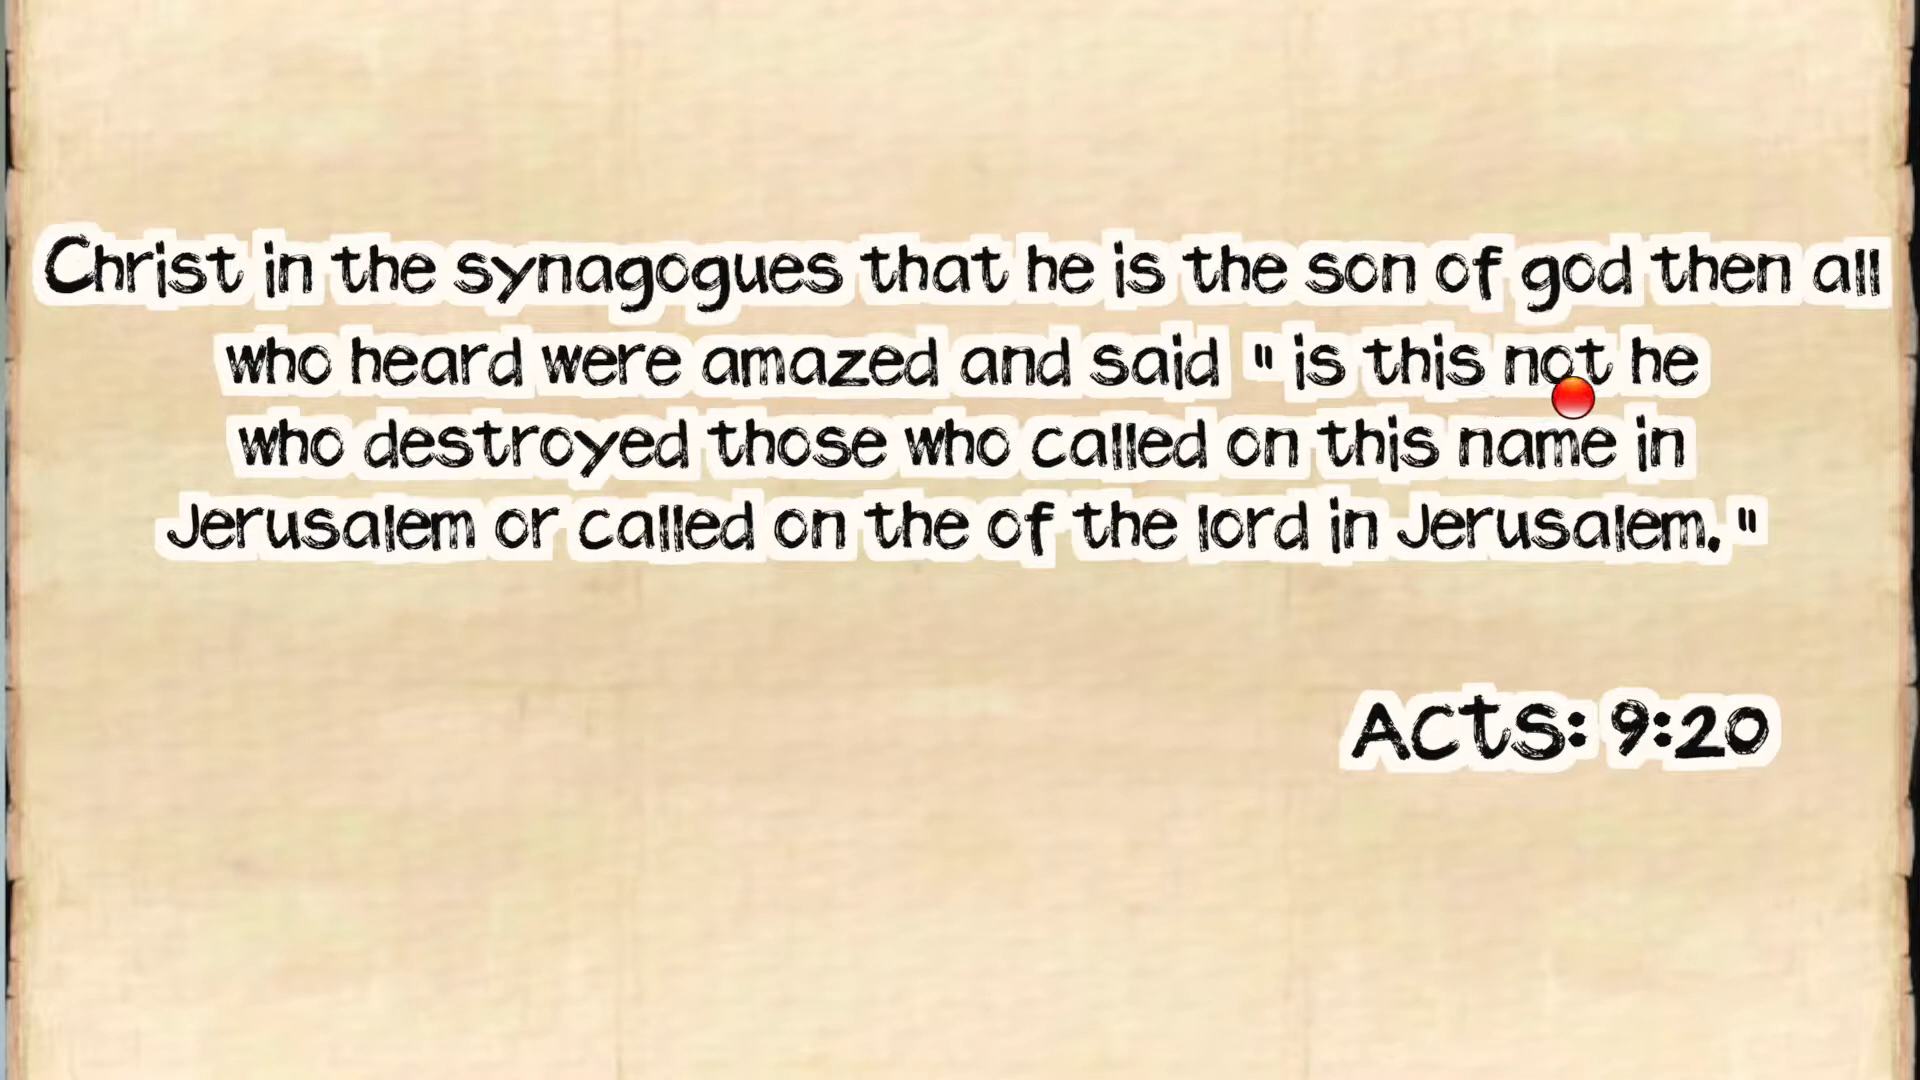 Christ in the synagogues that he is the son of god then all
who heard were amazed and said " is this not he
who destroyed those who called on this name in
Jerusalem or called on the of the lord in Jerusalem."
Acts: 9:20